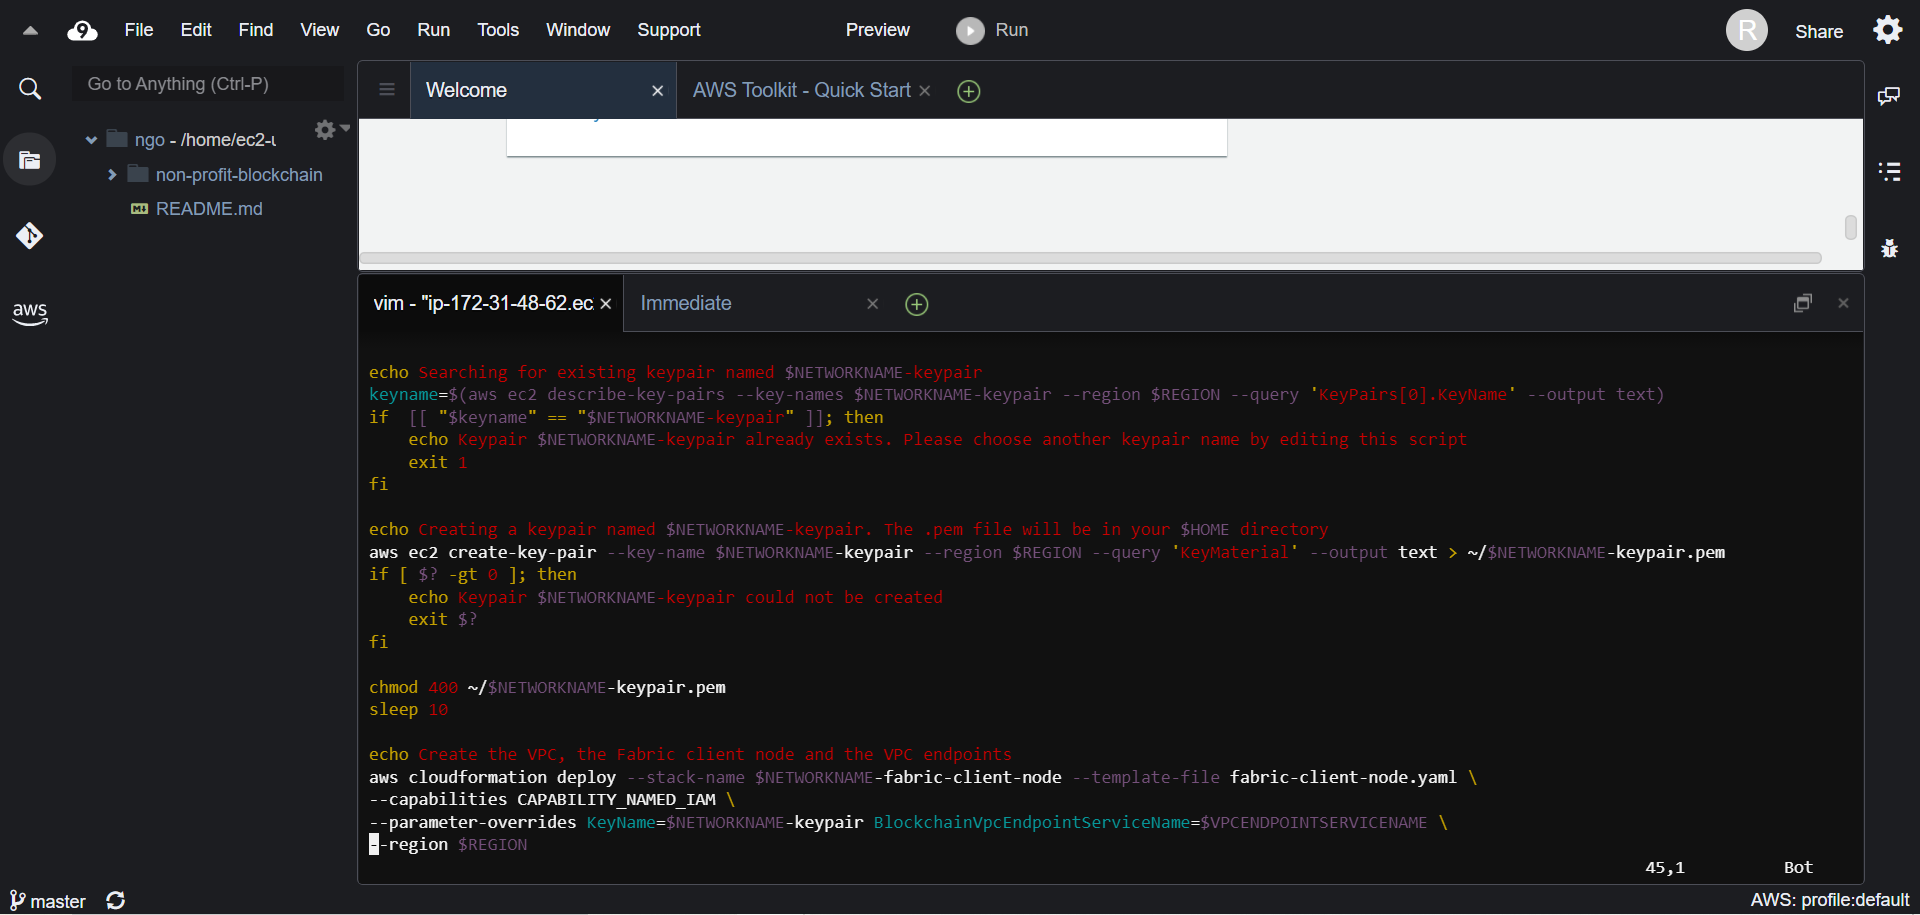 File Edit Find View Go Run Tools Window Support Preview Run R Share
Go to Anything (Ctrl-P)
Welcome AWS Toolkit - Quick Start
ngo - /home/ec2-u
non-profit-blockchain
M↓ README.md
aws
vim - "ip-172-31-48-62.ec Immediate
echo Searching for existing keypair named $NETWORKNAME-keypair
keyname=$(aws ec2 describe-key-pairs --key-names $NETWORKNAME-keypair --region $REGION --query 'KeyPairs[0].KeyName' --output text)
if [[ "$keyname" == "$NETWORKNAME-keypair" ]]; then
echo Keypair $NETWORKNAME-keypair already exists. Please choose another keypair name by editing this script
exit 1
fi
echo Creating a keypair named $NETWORKNAME-keypair. The .pem file will be in your $HOME directory
aws ec2 create-key-pair --key-name $NETWORKNAME-keypair --region $REGION --query 'KeyMaterial' --output text > ~/$NETWORKNAME-keypair.pem
if [ $? -gt 0 ]; then
echo Keypair $NETWORKNAME-keypair could not be created
exit $?
fi
chmod 400 ~/$NETWORKNAME-keypair.pem
sleep 10
echo Create the VPC, the Fabric client node and the VPC endpoints
aws cloudformation deploy --stack-name $NETWORKNAME-fabric-client-node --template-file fabric-client-node.yaml \
--capabilities CAPABILITY_NAMED_IAM \
--parameter-overrides KeyName=$NETWORKNAME-keypair BlockchainVpcEndpointServiceName=$VPCENDPOINTSERVICENAME \
--region $REGION
45,1 Bot
master AWS: profile:default